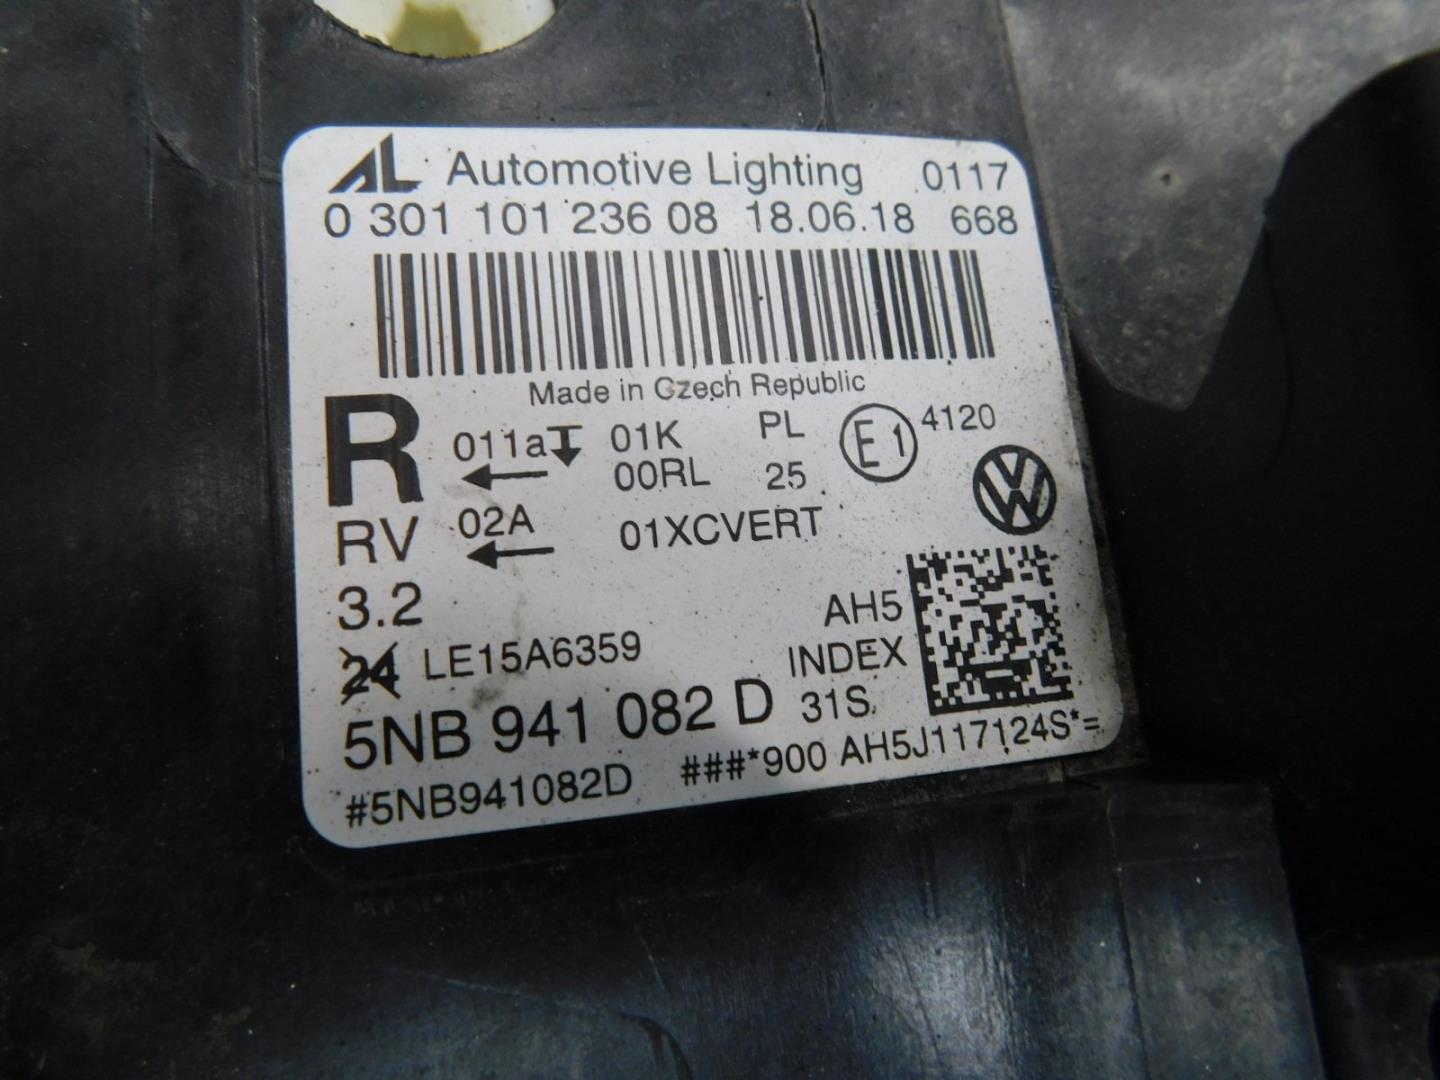 AL Automotive Lighting 0117
0 301 101 236 08 18.06.18 668
Made in Czech Republic
R 011a 01K PL E1 4120
00RL 25
RV 02A 01XCVERT
3.2 AH5
24 LE15A6359 INDEX
5NB 941 082 D 31S.
#5NB941082D ###*900 AH5J117124S*=